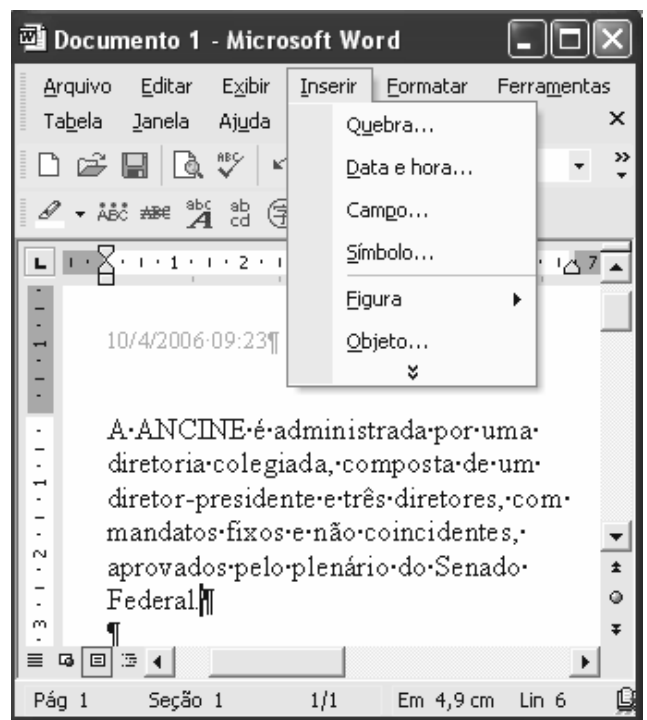 Documento 1 - Microsoft Word
Arquivo Editar Exibir Inserir Formatar Ferramentas
Tabela Janela Ajuda
Quebra...
Data e hora...
Campo...
Símbolo...
Figura
Objeto...
1 2 7
10/4/2006·09:23¶
A·ANCINE·é·administrada·por·uma·
diretoria·colegiada,·composta·de·um·
diretor-presidente·e·três·diretores,·com·
mandatos·fixos·e·não·coincidentes,·
aprovados·pelo·plenário·do·Senado·
Federal.¶
¶
Pág 1 Seção 1 1/1 Em 4,9 cm Lin 6